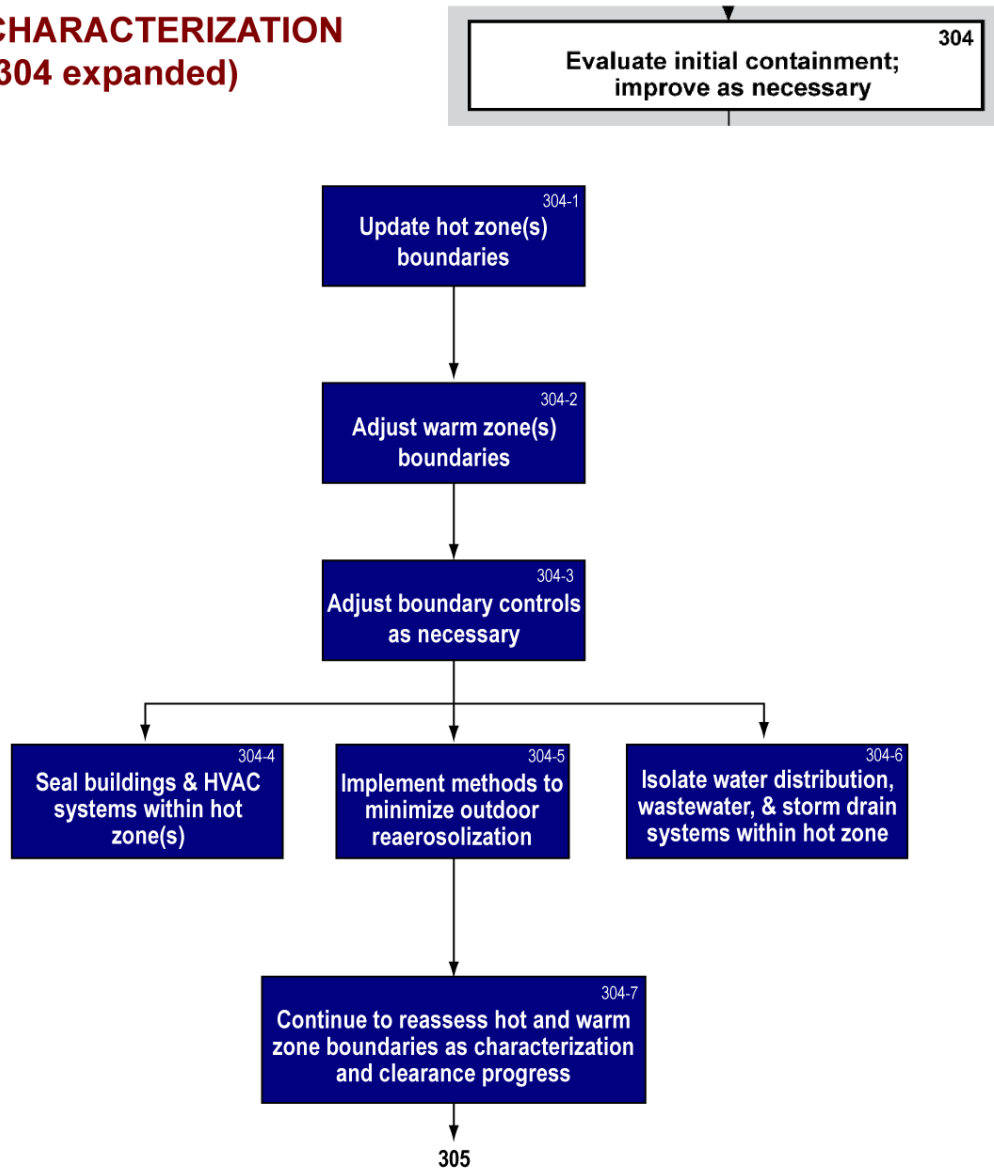 CHARACTERIZATION
304 expanded)
304
Evaluate initial containment;
improve as necessary
304-1
Update hot zone(s)
boundaries
304-2
Adjust warm zone(s)
boundaries
304-3
Adjust boundary controls
as necessary
304-4
Seal buildings & HVAC
systems within hot
zone(s)
304-5
Implement methods to
minimize outdoor
reaerosolization
304-6
Isolate water distribution,
wastewater, & storm drain
systems within hot zone
304-7
Continue to reassess hot and warm
zone boundaries as characterization
and clearance progress
305